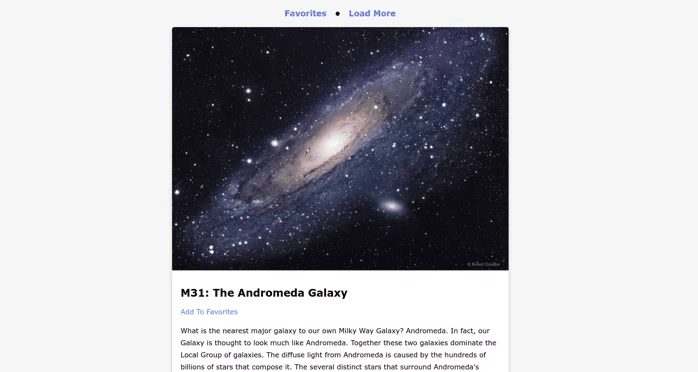 Favorites ● Load More
© Robert Gendler
M31: The Andromeda Galaxy
Add To Favorites
What is the nearest major galaxy to our own Milky Way Galaxy? Andromeda. In fact, our
Galaxy is thought to look much like Andromeda. Together these two galaxies dominate the
Local Group of galaxies. The diffuse light from Andromeda is caused by the hundreds of
billions of stars that compose it. The several distinct stars that surround Andromeda's